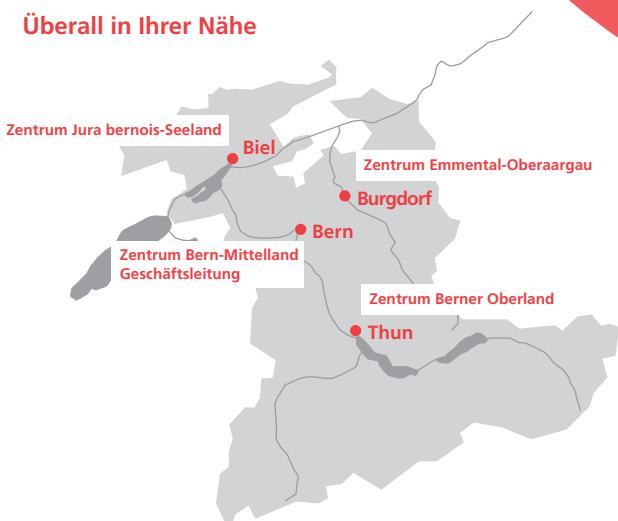 Überall in Ihrer Nähe
Zentrum Jura bernois-Seeland
Biel
Zentrum Emmental-Oberaargau
Burgdorf
Bern
Zentrum Bern-Mittelland
Geschäftsleitung
Zentrum Berner Oberland
Thun